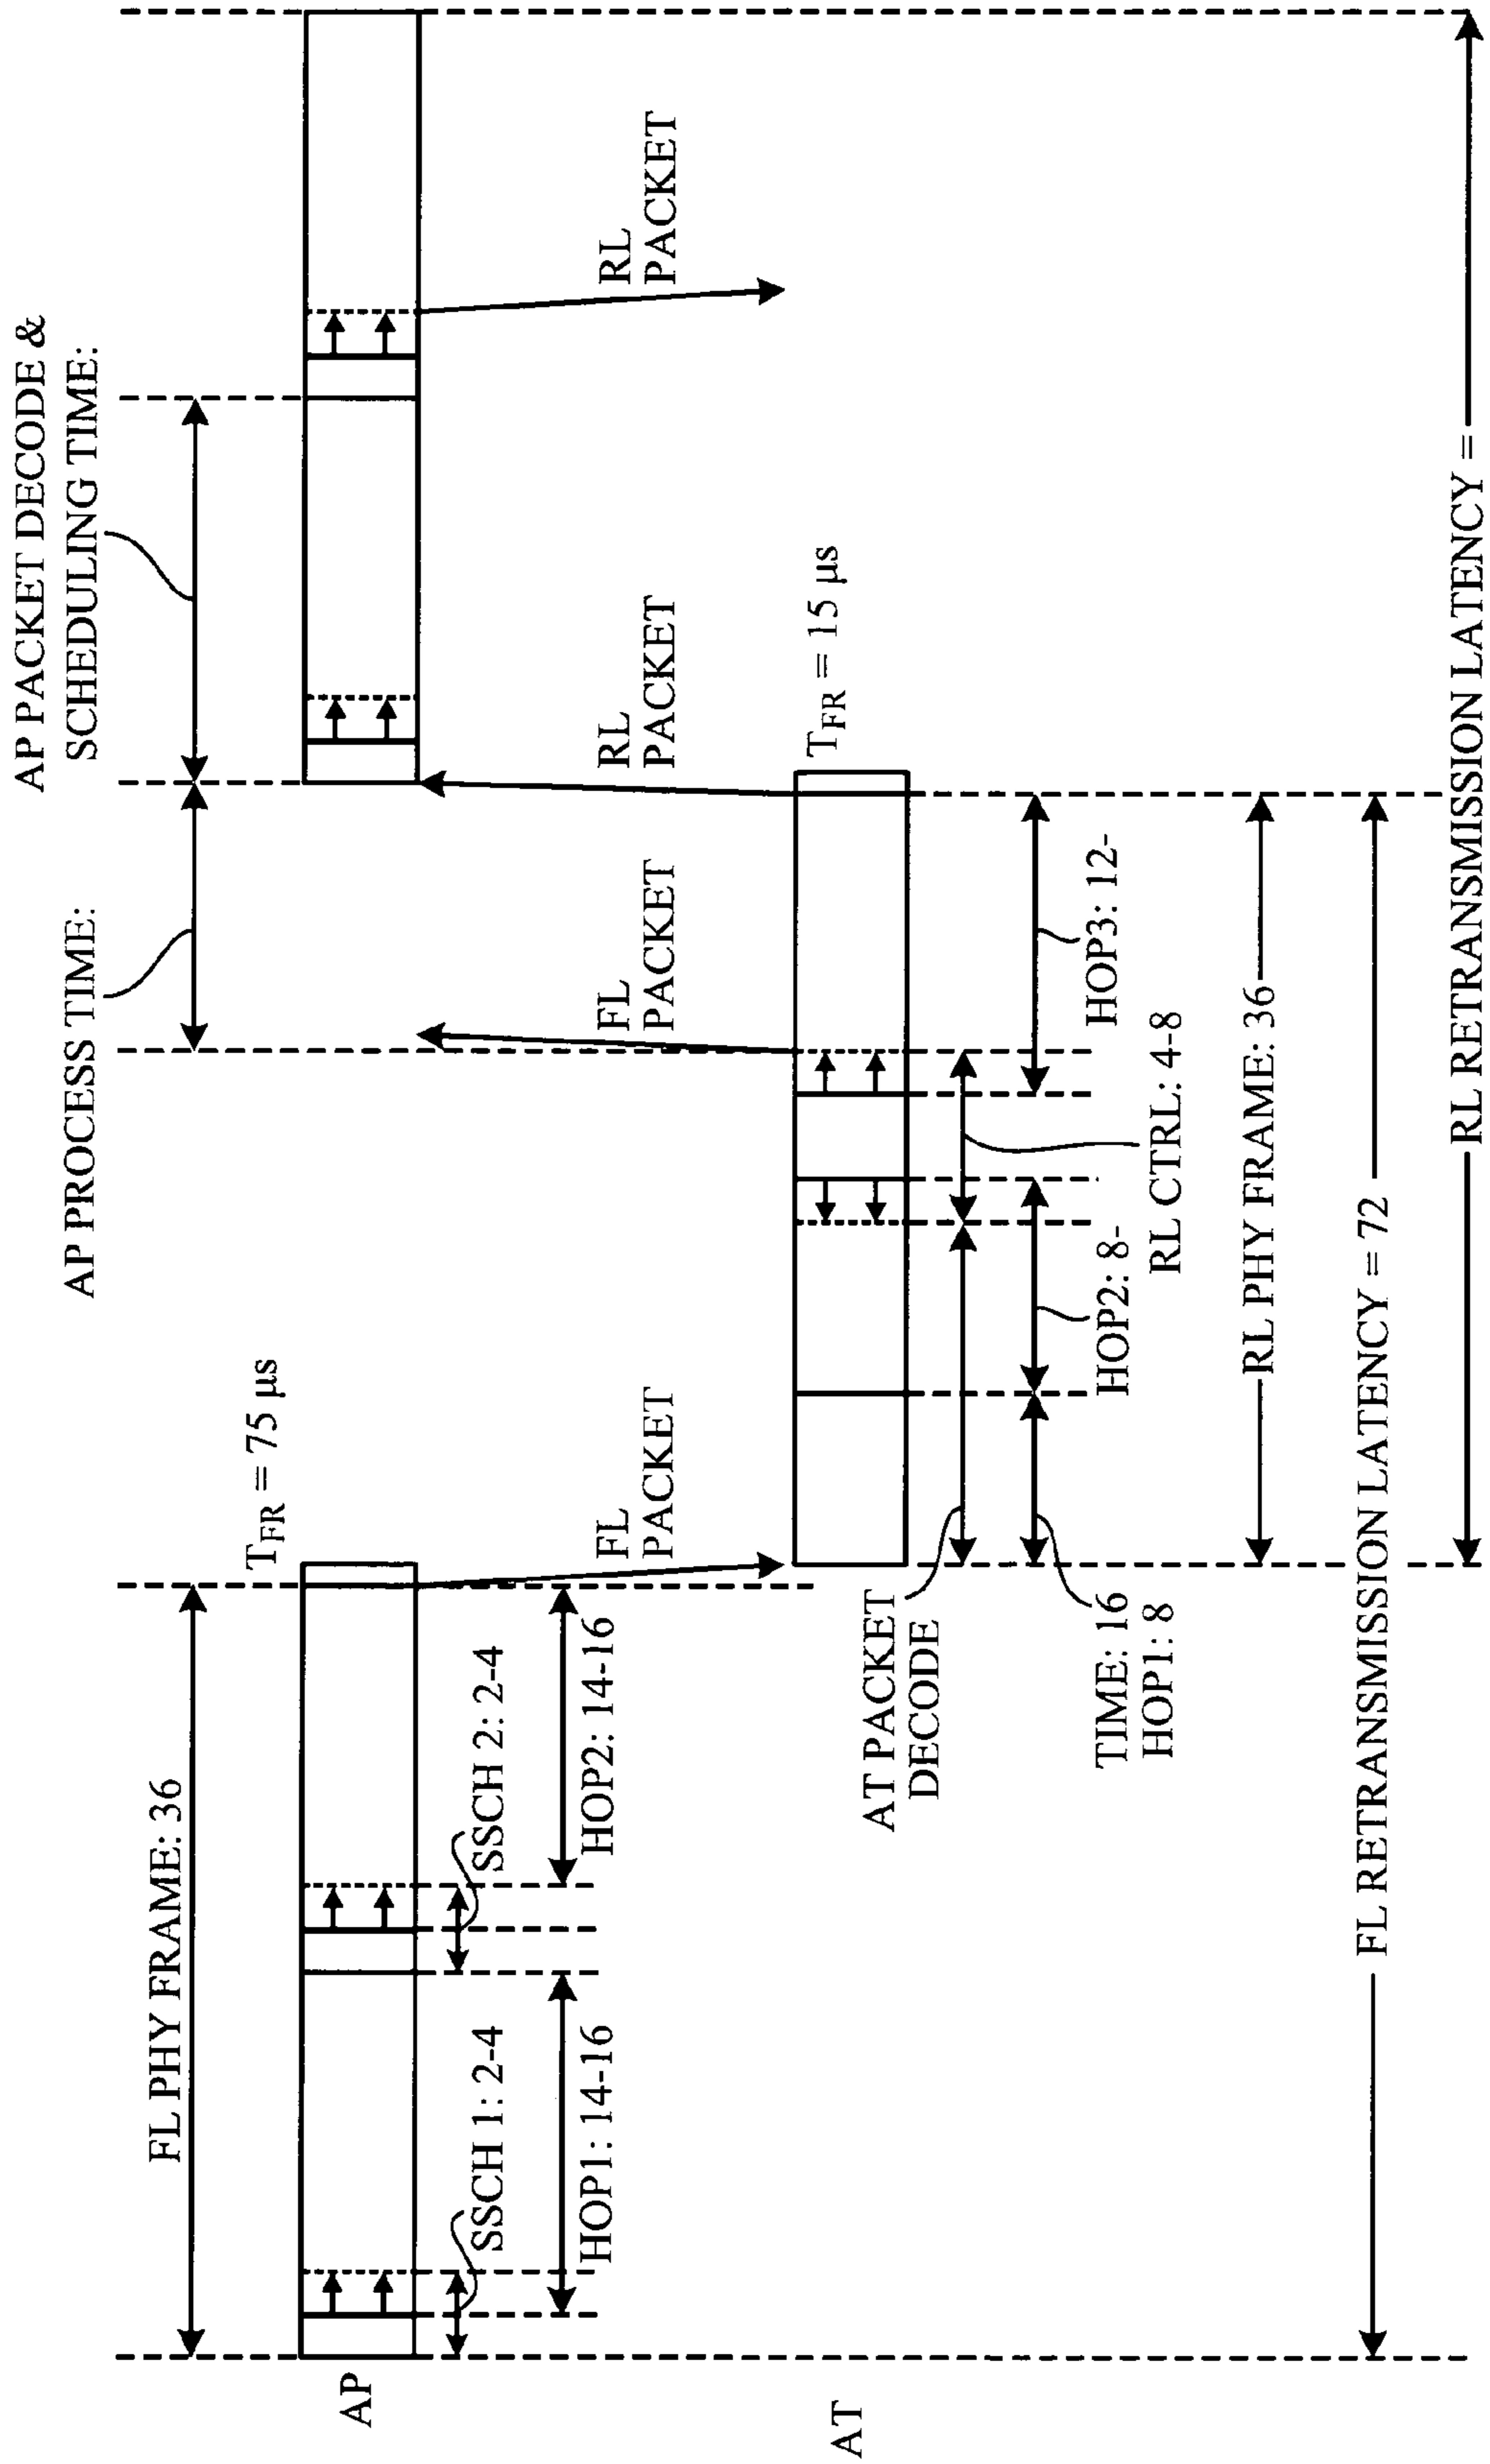 AP PACKET DECODE &
SCHEDULING TIME:
AP PROCESS TIME:
FL PHY FRAME: 36
T_FR = 75 µs
AP
SSCH 1: 2-4
SSCH 2: 2-4
HOP1: 14-16
HOP2: 14-16
FL
PACKET
FL
PACKET
RL
PACKET
RL
PACKET
T_FR = 15 µs
AT
AT PACKET
DECODE
TIME: 16
HOP1: 8
HOP2: 8-
RL CTRL: 4-8
HOP3: 12-
RL PHY FRAME: 36
FL RETRANSMISSION LATENCY = 72
RL RETRANSMISSION LATENCY =